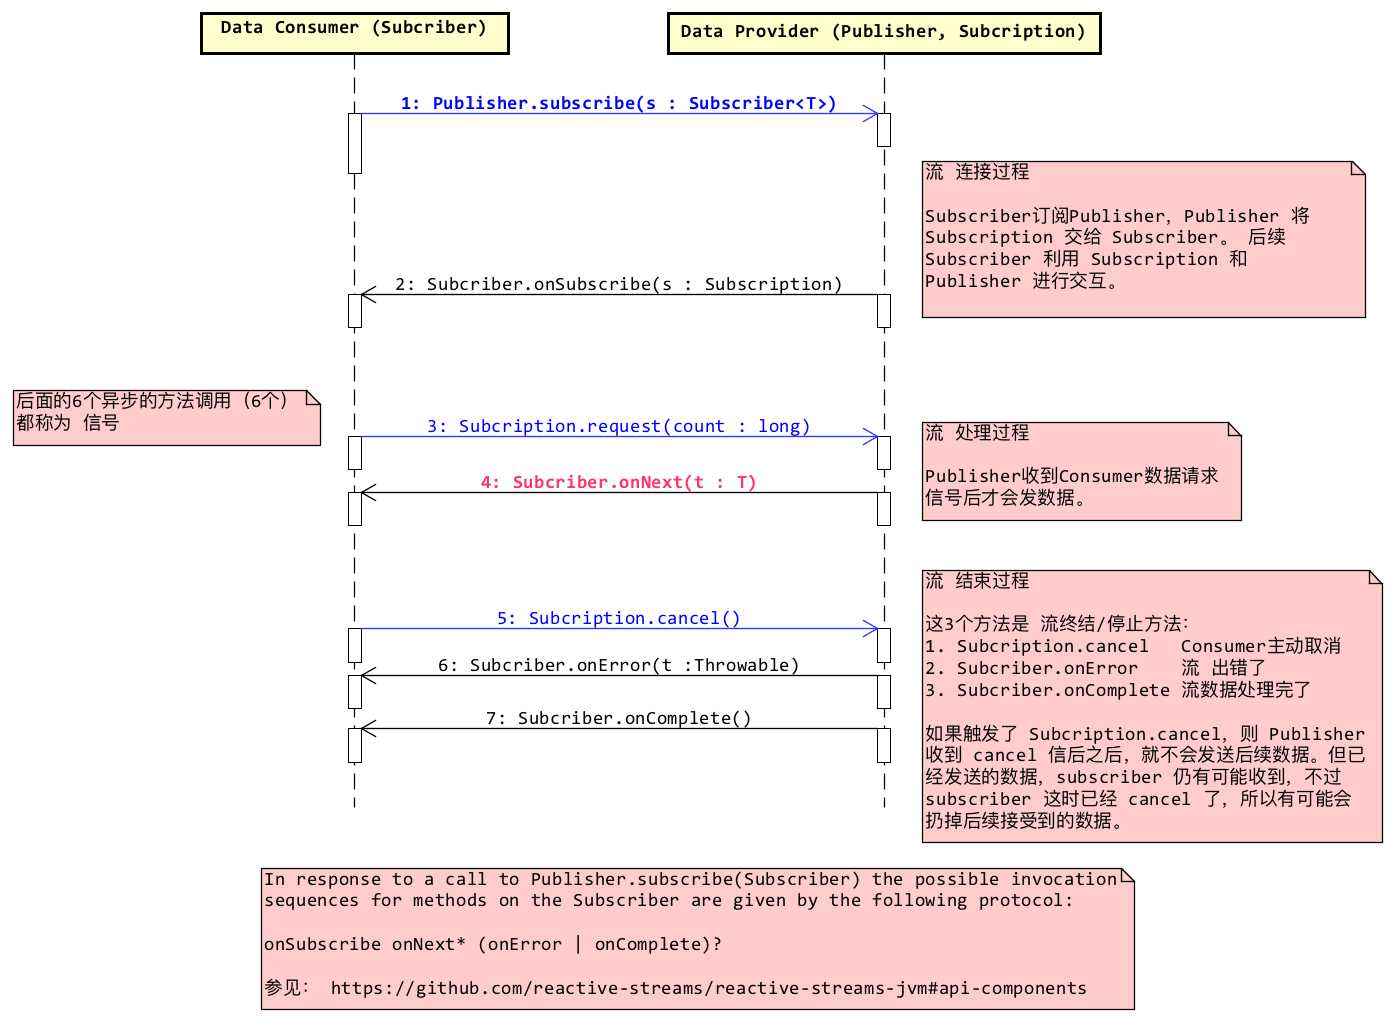 Data Consumer (Subcriber)
Data Provider (Publisher, Subcription)
1: Publisher.subscribe(s : Subscriber<T>)
流 连接过程
Subscriber订阅Publisher，Publisher 将
Subscription 交给 Subscriber。 后续
Subscriber 利用 Subscription 和
Publisher 进行交互。
2: Subcriber.onSubscribe(s : Subscription)
后面的6个异步的方法调用（6个）
都称为 信号
3: Subcription.request(count : long)
流 处理过程
Publisher收到Consumer数据请求
信号后才会发数据。
4: Subcriber.onNext(t : T)
流 结束过程
这3个方法是 流终结/停止方法：
1. Subcription.cancel   Consumer主动取消
2. Subcriber.onError    流 出错了
3. Subcriber.onComplete 流数据处理完了
如果触发了 Subcription.cancel，则 Publisher
收到 cancel 信后之后，就不会发送后续数据。但已
经发送的数据，subscriber 仍有可能收到，不过
subscriber 这时已经 cancel 了，所以有可能会
扔掉后续接受到的数据。
5: Subcription.cancel()
6: Subcriber.onError(t :Throwable)
7: Subcriber.onComplete()
In response to a call to Publisher.subscribe(Subscriber) the possible invocation
sequences for methods on the Subscriber are given by the following protocol:
onSubscribe onNext* (onError | onComplete)?
参见： https://github.com/reactive-streams/reactive-streams-jvm#api-components